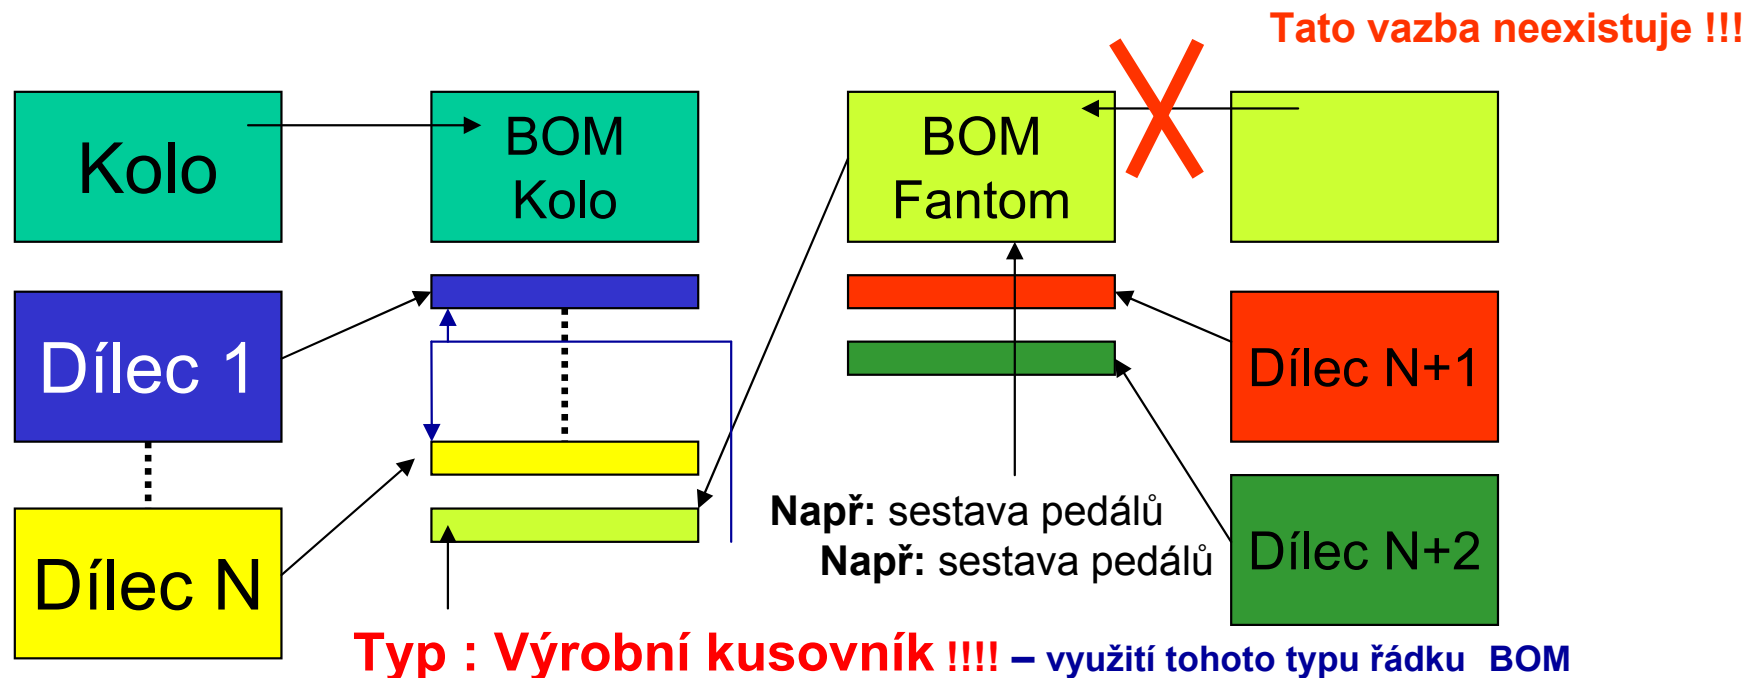 Tato vazba neexistuje !!!
Kolo
BOM
Kolo
BOM
Fantom
Dílec 1
Dílec N+1
Např: sestava pedálů
Např: sestava pedálů
Dílec N
Dílec N+2
Typ : Výrobní kusovník !!!! – využití tohoto typu řádku BOM